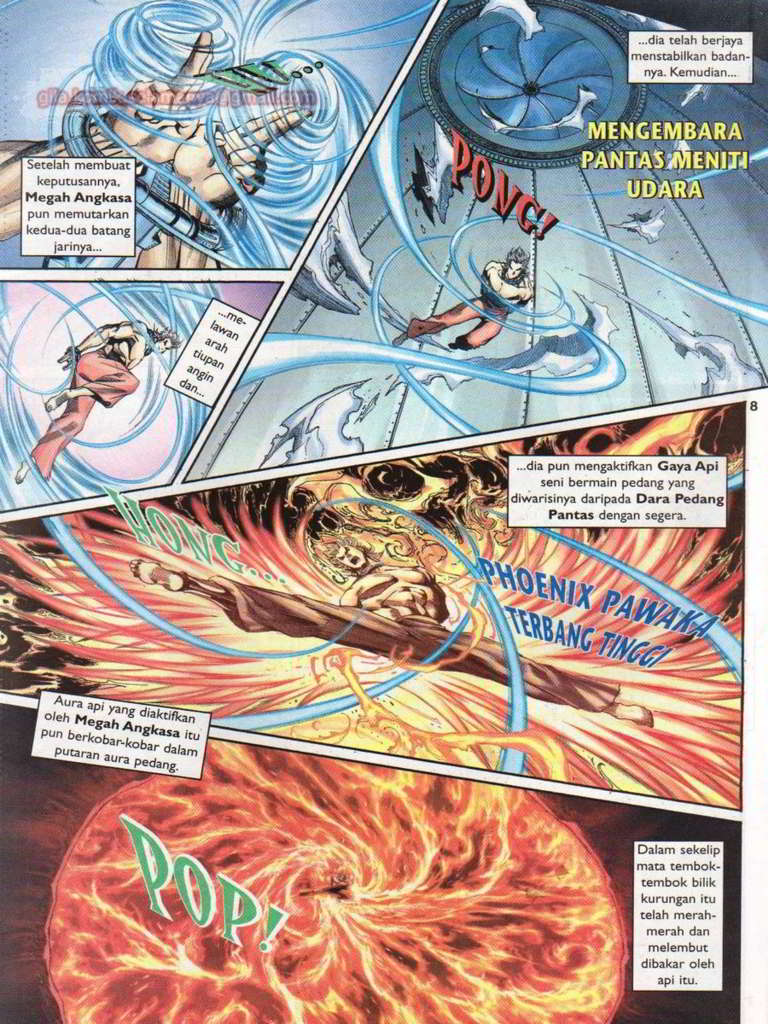 Setelah membuat
keputusannya,
Megah Angkasa
pun memutarkan
kedua-dua batang
jarinya...
...dia telah berjaya
menstabilkan badan-
nya. Kemudian...
MENGEMBARA
PANTAS MENITI
UDARA
PONG!
...me-
lawan
arah
tiupan
angin
dan...
8
...dia pun mengaktifkan Gaya Api
seni bermain pedang yang
diwarisinya daripada Dara Pedang
Pantas dengan segera.
HONG....
PHOENIX PAWAKA
TERBANG TINGGI
Aura api yang diaktifkan
oleh Megah Angkasa itu
pun berkobar-kobar dalam
putaran aura pedang.
POP!
Dalam sekelip
mata tembok-
tembok bilik
kurungan itu
telah merah-
merah dan
melembut
dibakar oleh
api itu.